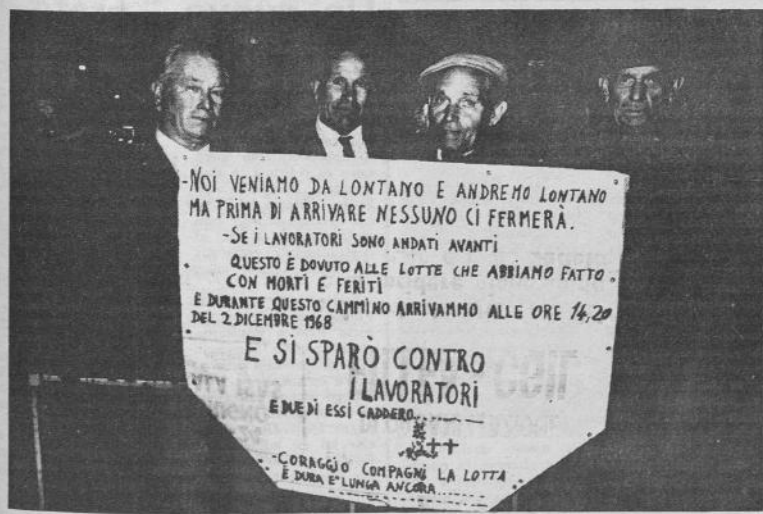 -NOI VENIAMO DA LONTANO E ANDREMO LONTANO
MA PRIMA DI ARRIVARE NESSUNO CI FERMERÀ.
-SE I LAVORATORI SONO ANDATI AVANTI
QUESTO È DOVUTO ALLE LOTTE CHE ABBIAMO FATTO
CON MORTI E FERITI
E DURANTE QUESTO CAMMINO ARRIVAMMO ALLE ORE 14,20
DEL 2 DICEMBRE 1968
E SI SPARÒ CONTRO
I LAVORATORI
E DUE DI ESSI CADDERO...
++
-CORAGGIO COMPAGNI LA LOTTA
È DURA E LUNGA ANCORA...